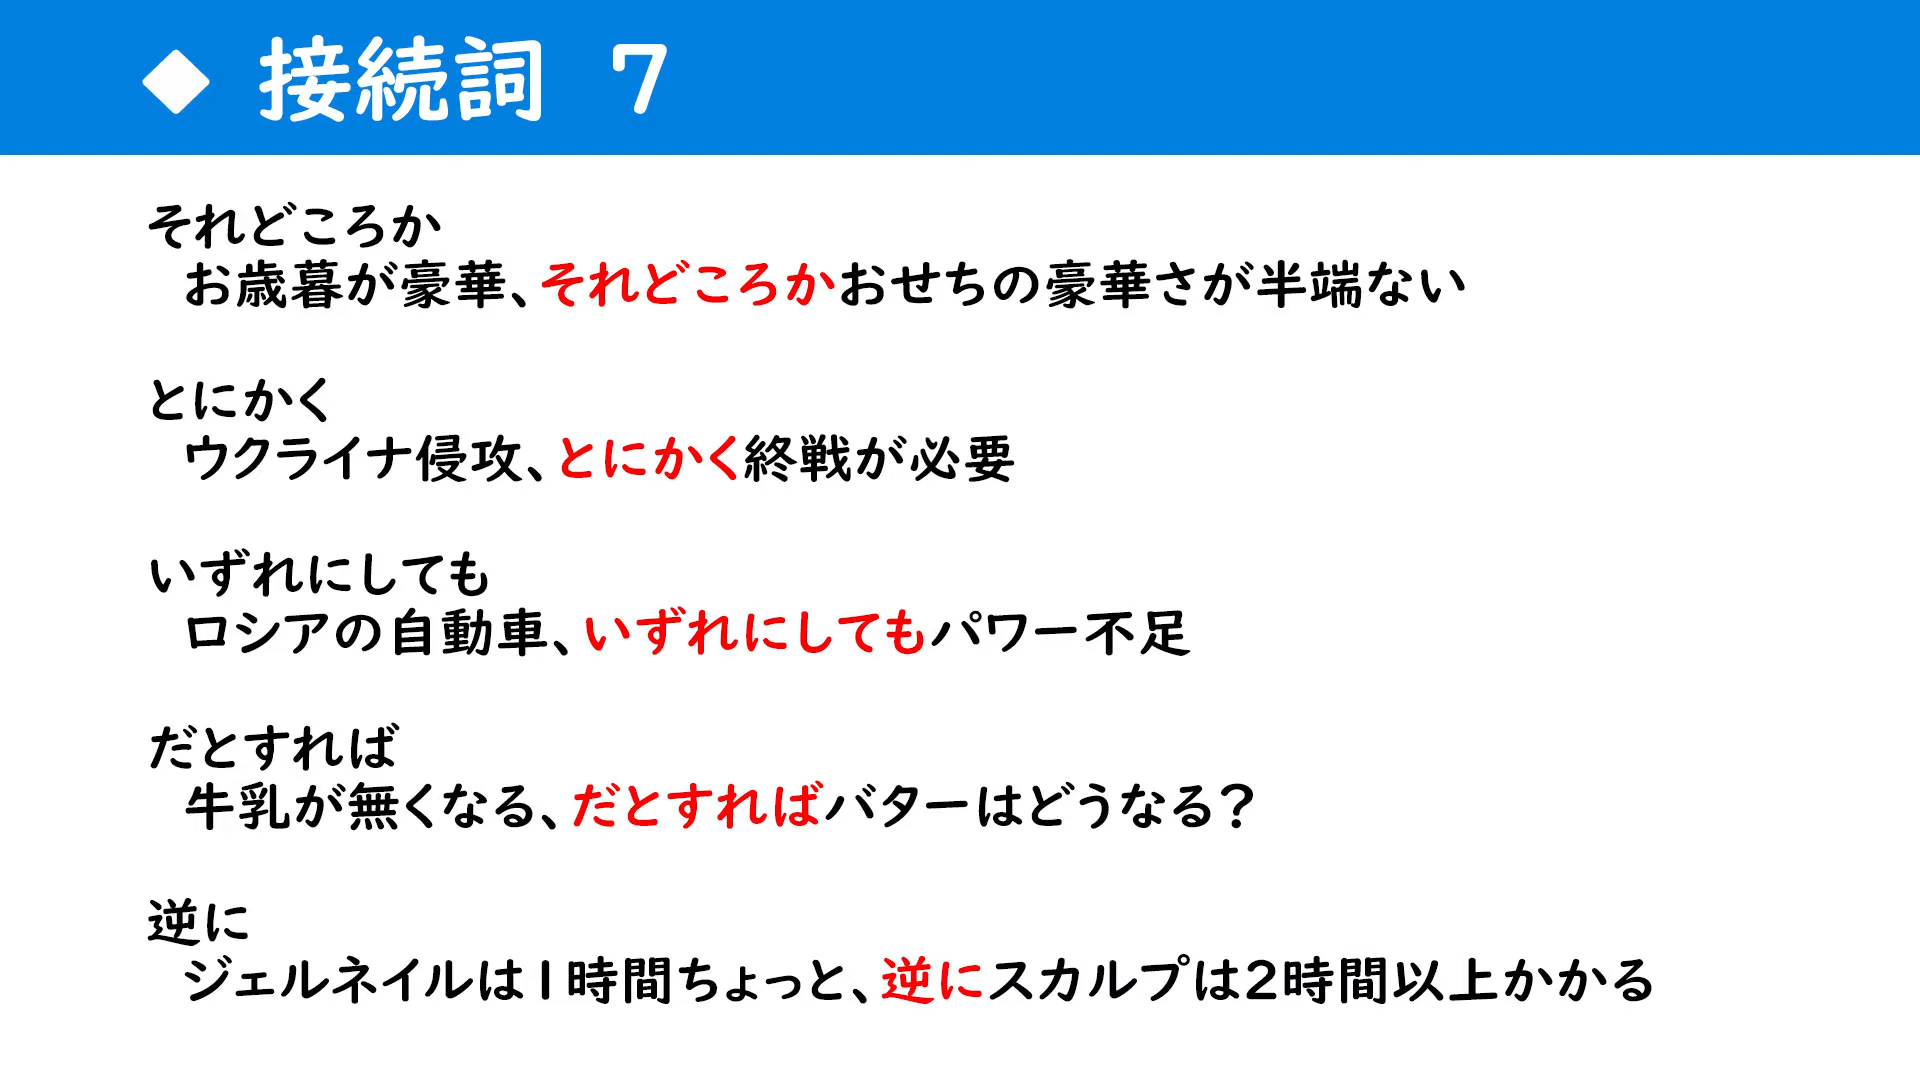 ◆ 接続詞 7
それどころか
お歳暮が豪華、それどころかおせちの豪華さが半端ない
とにかく
ウクライナ侵攻、とにかく終戦が必要
いずれにしても
ロシアの自動車、いずれにしてもパワー不足
だとすれば
牛乳が無くなる、だとすればバターはどうなる？
逆に
ジェルネイルは1時間ちょっと、逆にスカルプは2時間以上かかる